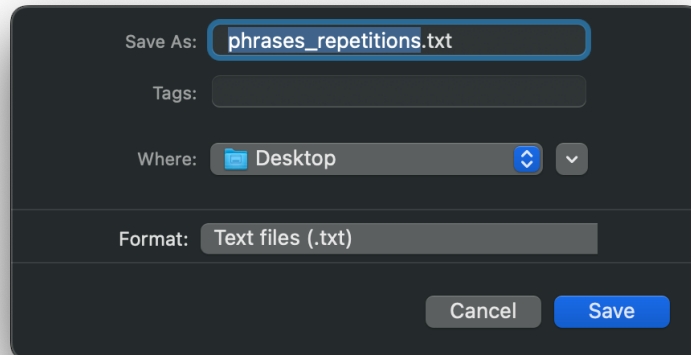 Save As: phrases_repetitions.txt
Tags:
Where: Desktop
Format: Text files (.txt)
Cancel Save